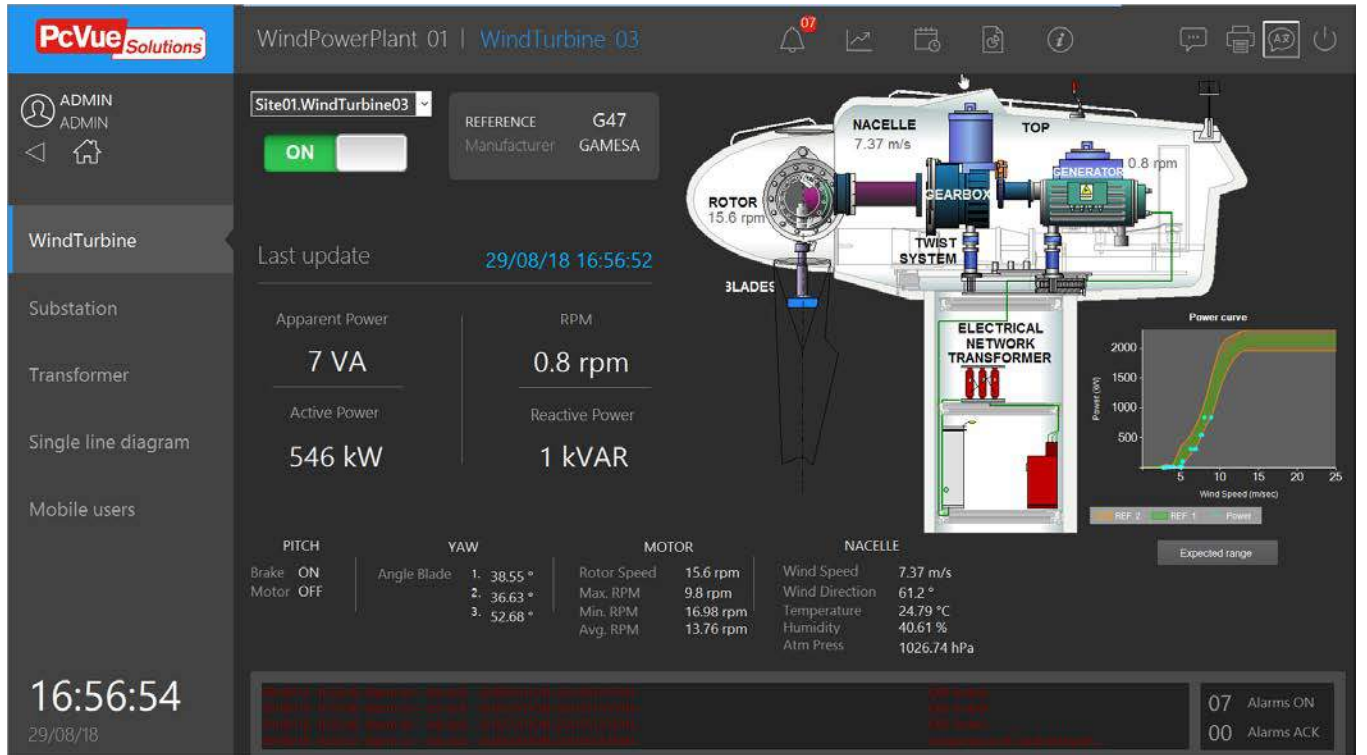 PcVue Solutions
WindPowerPlant 01 | WindTurbine 03
07
ADMIN
ADMIN
Site01.WindTurbine03
ON
REFERENCE G47
Manufacturer GAMESA
WindTurbine
Substation
Transformer
Single line diagram
Mobile users
Last update 29/08/18 16:56:52
Apparent Power RPM
7 VA 0.8 rpm
Active Power Reactive Power
546 kW 1 kVAR
NACELLE
7.37 m/s
TOP
0.8 rpm
GENERATOR
GEARBOX
ROTOR
15.6 rpm
TWIST
SYSTEM
BLADES
ELECTRICAL
NETWORK
TRANSFORMER
Power curve
2000
1500
1000
500
Power (kW)
5 10 15 20 25
Wind Speed (m/sec)
REF. 2 REF. 1 Power
Expected range
PITCH
Brake ON
Motor OFF
YAW
Angle Blade 1. 38.55 °
2. 36.63 °
3. 52.68 °
MOTOR
Rotor Speed 15.6 rpm
Max. RPM 9.8 rpm
Min. RPM 16.98 rpm
Avg. RPM 13.76 rpm
NACELLE
Wind Speed 7.37 m/s
Wind Direction 61.2 °
Temperature 24.79 °C
Humidity 40.61 %
Atm Press 1026.74 hPa
16:56:54
29/08/18
07 Alarms ON
00 Alarms ACK